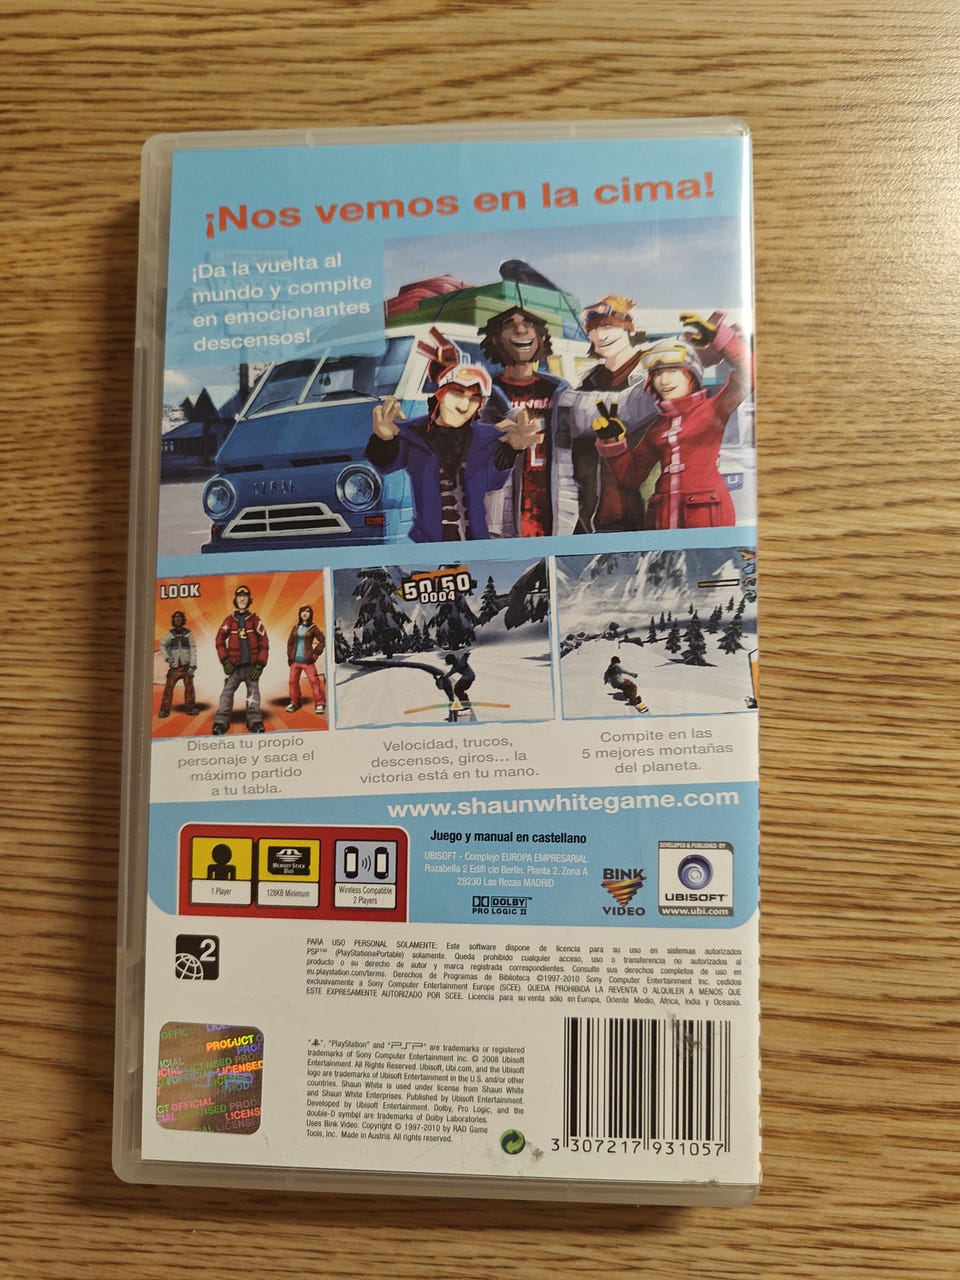 ¡Nos vemos en la cima!
¡Da la vuelta al
mundo y compite
en emocionantes
descensos!
LOOK
50/50
0004
Diseña tu propio
personaje y saca el
máximo partido
a tu tabla.
Velocidad, trucos,
descensos, giros... la
victoria está en tu mano.
Compite en las
5 mejores montañas
del planeta.
www.shaunwhitegame.com
1 Player
MEMORY STICK
DUO
128KB Minimum
Wireless Compatible
2 Players
Juego y manual en castellano
UBISOFT - Complejo EUROPA EMPRESARIAL
Rozabella 2 Edifi cio Berlín. Planta 2. Zona A
28230 Las Rozas MADRID
DOLBY™
PRO LOGIC II
BINK
VIDEO
DEVELOPED & PUBLISHED BY
UBISOFT
www.ubi.com
2
PARA USO PERSONAL SOLAMENTE: Este software dispone de licencia para su uso en sistemas autorizados
PSP™ (PlayStation®Portable) solamente. Queda prohibido cualquier acceso, uso o transferencia no autorizados al
producto o su derecho de autor y marca registrada correspondientes. Consulte sus derechos completos de uso en
eu.playstation.com/terms. Derechos de Programas de Biblioteca ©1997-2010 Sony Computer Entertainment Inc. cedidos
exclusivamente a Sony Computer Entertainment Europe (SCEE). QUEDA PROHIBIDA LA REVENTA O ALQUILER A MENOS QUE
ESTE EXPRESAMENTE AUTORIZADO POR SCEE. Licencia para su venta sólo en Europa, Oriente Medio, África, India y Oceanía.
OFFICIAL LICENSED PRODUCT
", "PlayStation" and "PSP" are trademarks or registered
trademarks of Sony Computer Entertainment Inc. © 2008 Ubisoft
Entertainment. All Rights Reserved. Ubisoft, Ubi.com, and the Ubisoft
logo are trademarks of Ubisoft Entertainment in the U.S. and/or other
countries. Shaun White is used under license from Shaun White
and Shaun White Enterprises. Published by Ubisoft Entertainment.
Developed by Ubisoft Entertainment. Dolby, Pro Logic, and the
double-D symbol are trademarks of Dolby Laboratories.
Uses Bink Video. Copyright © 1997-2010 by RAD Game
Tools, Inc. Made in Austria. All rights reserved.
3 307217 931057